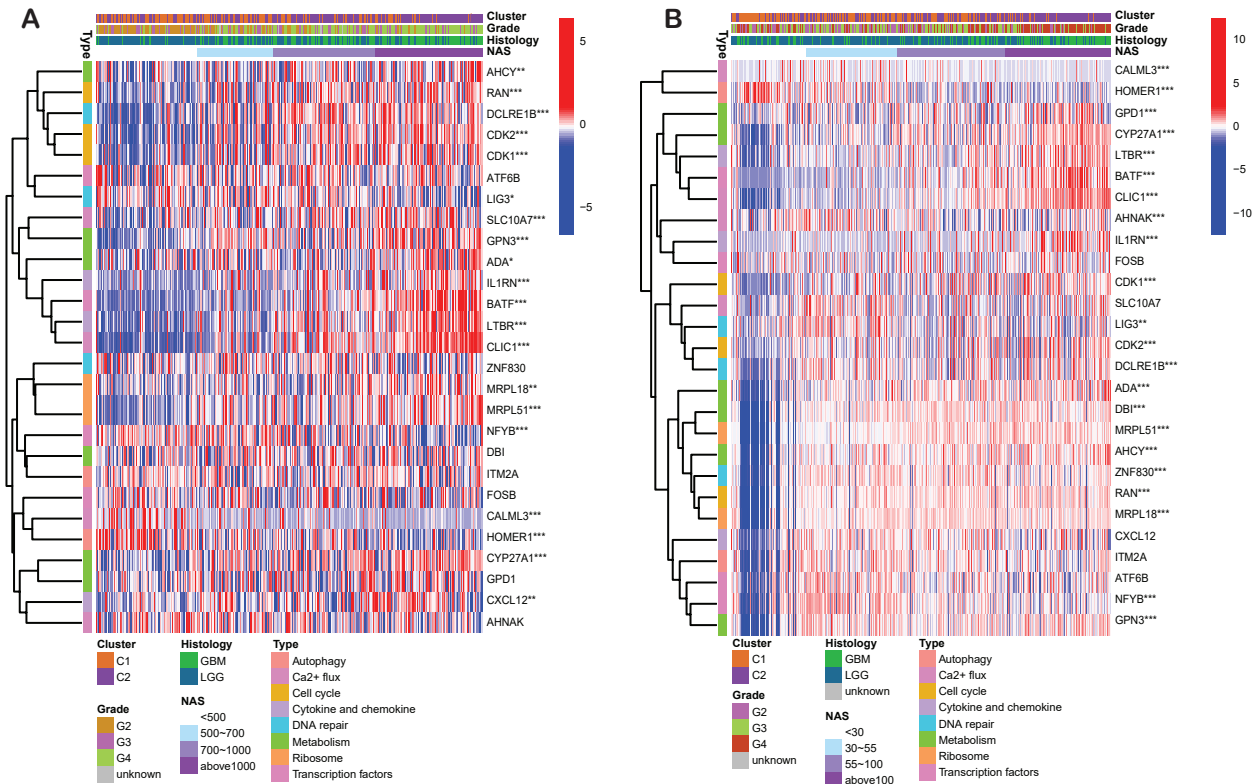 A
Type
Cluster
Grade
Histology
NAS
AHCY**
RAN***
DCLRE1B***
CDK2***
CDK1***
ATF6B
LIG3*
SLC10A7***
GPN3***
ADA*
IL1RN***
BATF***
LTBR***
CLIC1***
ZNF830
MRPL18**
MRPL51***
NFYB***
DBI
ITM2A
FOSB
CALML3***
HOMER1***
CYP27A1***
GPD1
CXCL12**
AHNAK
5
0
−5
Cluster
C1
C2
Grade
G2
G3
G4
unknown
Histology
GBM
LGG
NAS
<500
500~700
700~1000
above1000
Type
Autophagy
Ca2+ flux
Cell cycle
Cytokine and chemokine
DNA repair
Metabolism
Ribosome
Transcription factors
B
Type
Cluster
Grade
Histology
NAS
CALML3***
HOMER1***
GPD1***
CYP27A1***
LTBR***
BATF***
CLIC1***
AHNAK***
IL1RN***
FOSB
CDK1***
SLC10A7
LIG3**
CDK2***
DCLRE1B***
ADA***
DBI***
MRPL51***
AHCY***
ZNF830***
RAN***
MRPL18***
CXCL12
ITM2A
ATF6B
NFYB***
GPN3***
10
5
0
−5
−10
Cluster
C1
C2
Grade
G2
G3
G4
unknown
Histology
GBM
LGG
unknown
NAS
<30
30~55
55~100
above100
Type
Autophagy
Ca2+ flux
Cell cycle
Cytokine and chemokine
DNA repair
Metabolism
Ribosome
Transcription factors